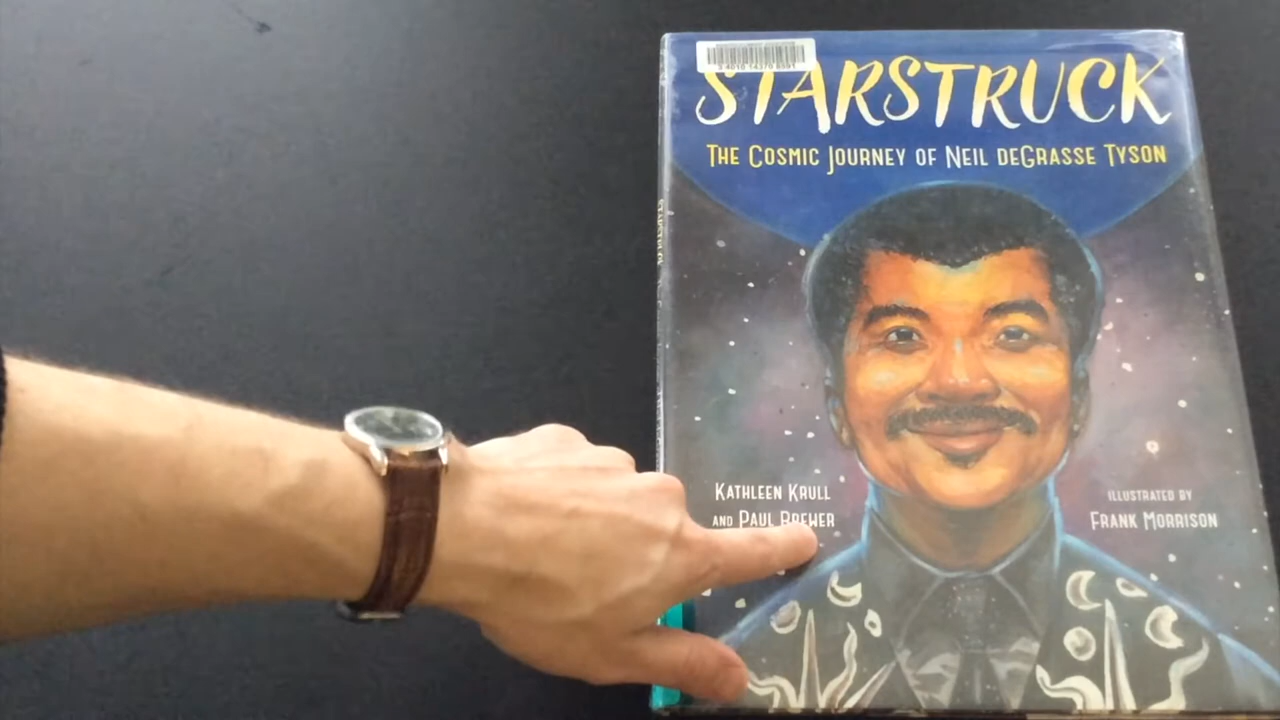 STARSTRUCK
THE COSMIC JOURNEY OF NEIL DEGRASSE TYSON
KATHLEEN KRULL
AND PAUL BREWER
ILLUSTRATED BY
FRANK MORRISON